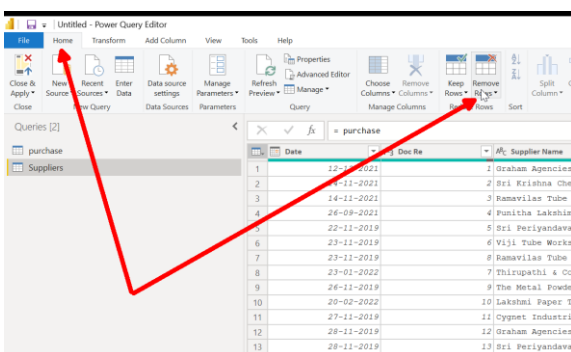 Untitled - Power Query Editor
File Home Transform Add Column View Tools Help
Close & Apply New Source Recent Sources Enter Data Data source settings Manage Parameters Refresh Preview Properties Advanced Editor Manage Choose Columns Remove Columns Keep Rows Remove Rows Split Column
Close New Query Data Sources Parameters Query Manage Columns Rows Sort
Queries [2]
fx = purchase
purchase
Suppliers
Date Doc Re ABC Supplier Name
1 1 Graham Agencies
2 -11-2021 2 Sri Krishna Che
3 14-11-2021 3 Ramavilas Tube
4 26-09-2021 4 Punitha Lakshim
5 22-11-2019 5 Sri Periyandava
6 23-11-2019 6 Viji Tube Works
7 23-11-2019 8 Ramavilas Tube
8 23-01-2022 7 Thirupathi & Co
9 26-11-2019 9 The Metal Powde
10 20-02-2022 10 Lakshmi Paper T
11 27-11-2019 11 Cygnet Industri
12 28-11-2019 12 Graham Agencies
13 28-11-2019 13 Sri Periyandava